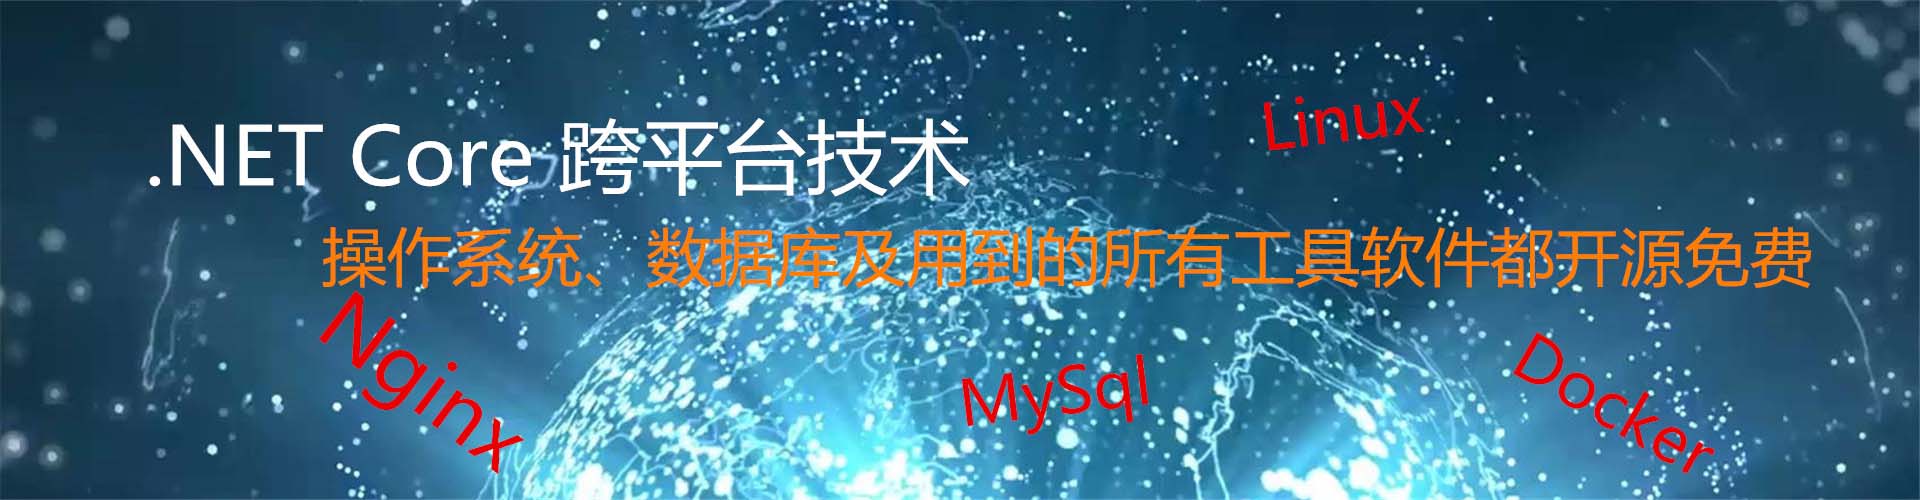 Linux
.NET Core 跨平台技术
操作系统、数据库及用到的所有工具软件都开源免费
Nginx
MySql
Docker